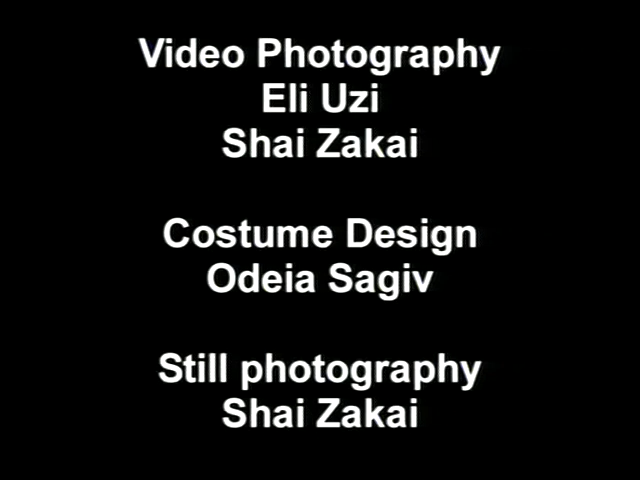 Video Photography
Eli Uzi
Shai Zakai
Costume Design
Odeia Sagiv
Still photography
Shai Zakai